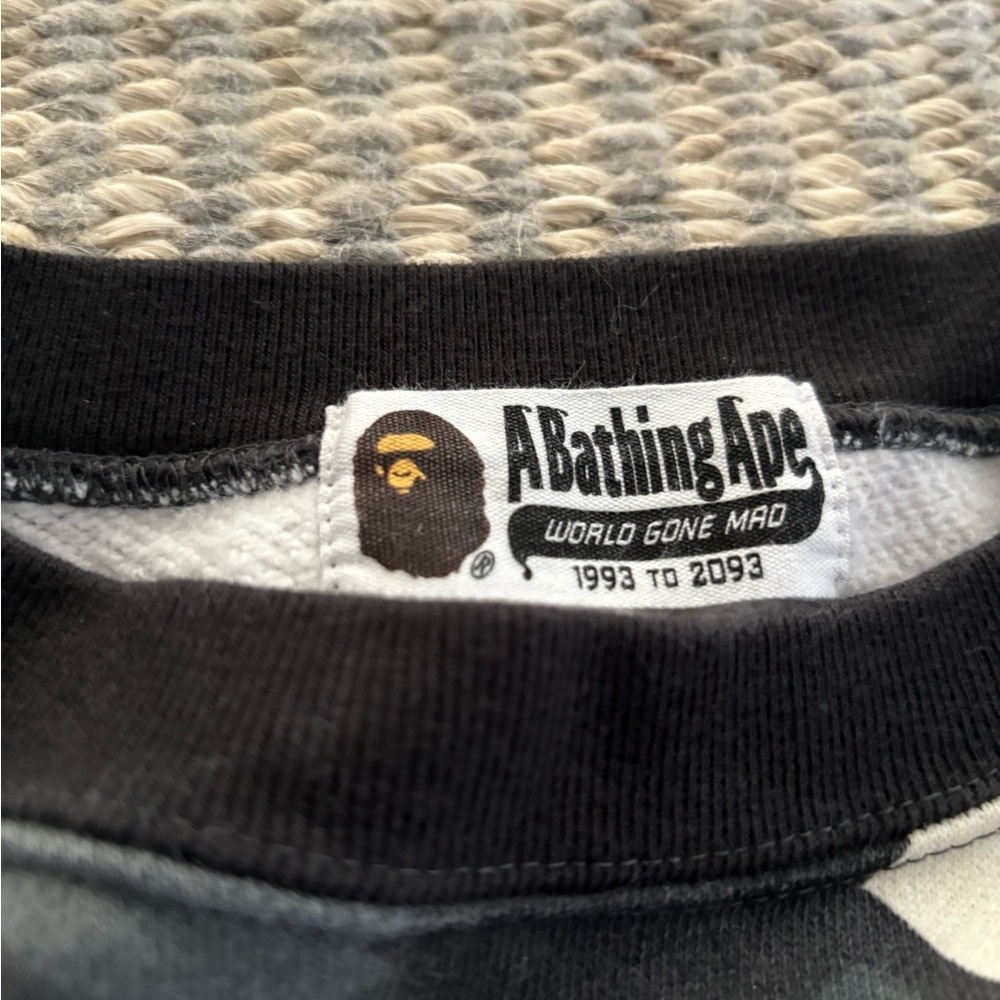 A Bathing Ape
WORLD GONE MAD
1993 TO 2093
®